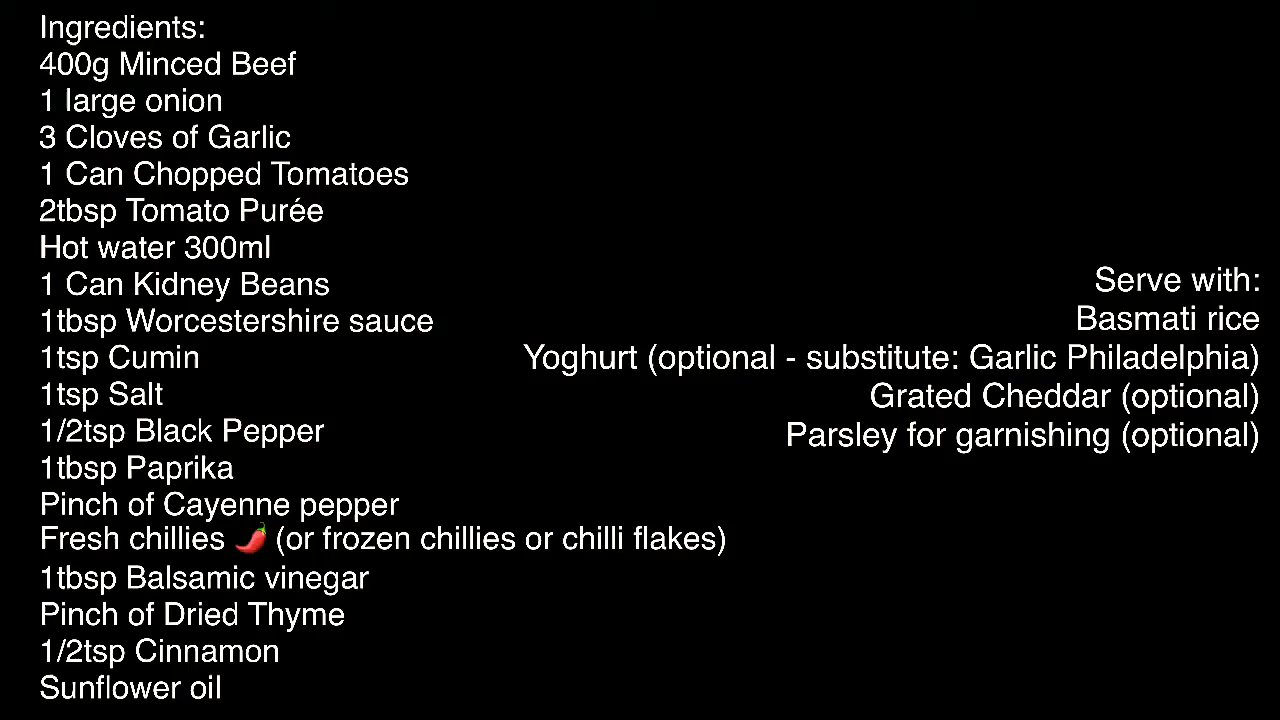 Ingredients:
400g Minced Beef
1 large onion
3 Cloves of Garlic
1 Can Chopped Tomatoes
2tbsp Tomato Purée
Hot water 300ml
1 Can Kidney Beans
1tbsp Worcestershire sauce
1tsp Cumin
1tsp Salt
1/2tsp Black Pepper
1tbsp Paprika
Pinch of Cayenne pepper
Fresh chillies 🌶️ (or frozen chillies or chilli flakes)
1tbsp Balsamic vinegar
Pinch of Dried Thyme
1/2tsp Cinnamon
Sunflower oil
Serve with:
Basmati rice
Yoghurt (optional - substitute: Garlic Philadelphia)
Grated Cheddar (optional)
Parsley for garnishing (optional)